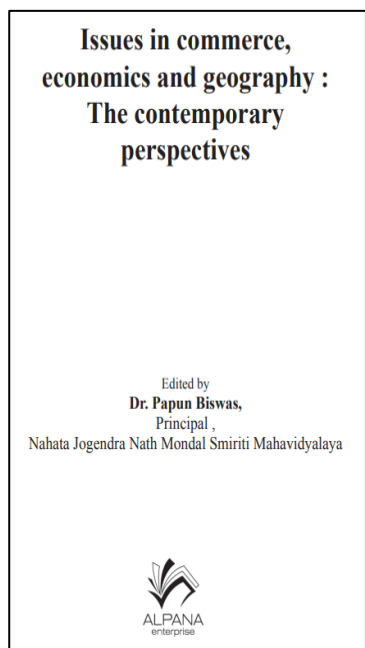 Issues in commerce,
economics and geography :
The contemporary
perspectives
Edited by
Dr. Papun Biswas,
Principal ,
Nahata Jogendra Nath Mondal Smiriti Mahavidyalaya
ALPANA
enterprise